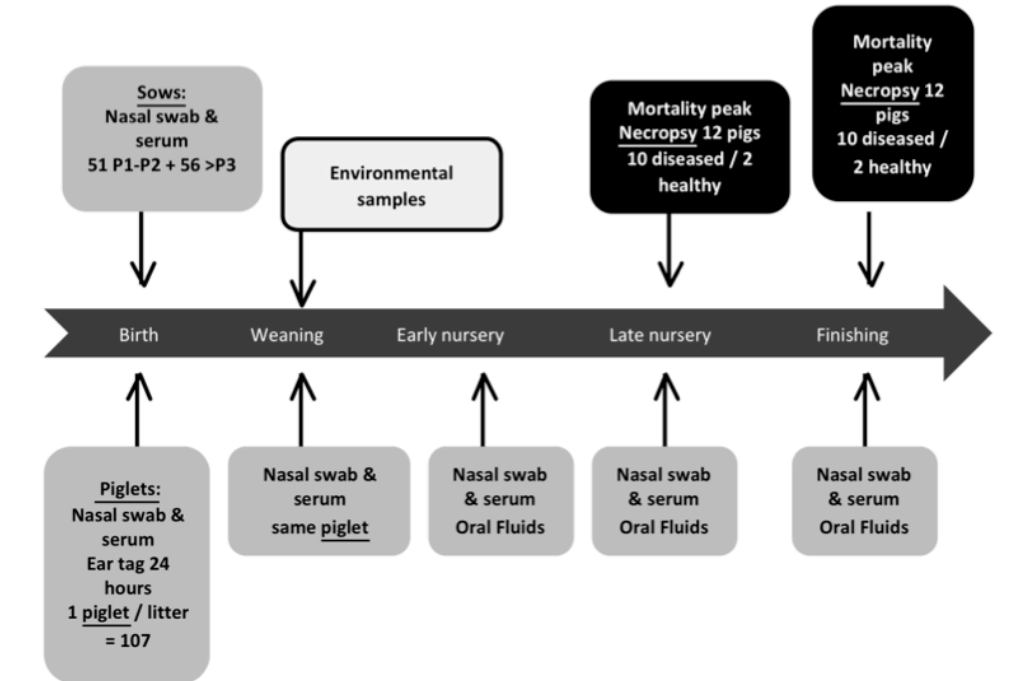 Sows:
Nasal swab &
serum
51 P1-P2 + 56 >P3
Environmental
samples
Mortality peak
Necropsy 12 pigs
10 diseased / 2
healthy
Mortality
peak
Necropsy 12
pigs
10 diseased /
2 healthy
Birth
Weaning
Early nursery
Late nursery
Finishing
Piglets:
Nasal swab &
serum
Ear tag 24
hours
1 piglet / litter
= 107
Nasal swab &
serum
same piglet
Nasal swab
& serum
Oral Fluids
Nasal swab
& serum
Oral Fluids
Nasal swab
& serum
Oral Fluids